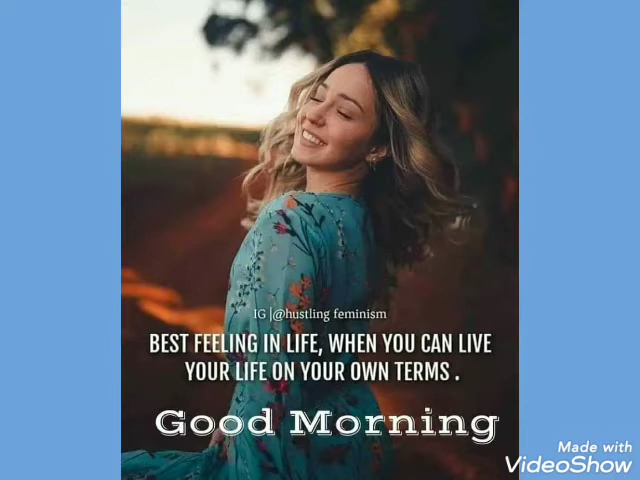 IG |@hustling feminism
BEST FEELING IN LIFE, WHEN YOU CAN LIVE
YOUR LIFE ON YOUR OWN TERMS .
Good Morning
Made with
VideoShow